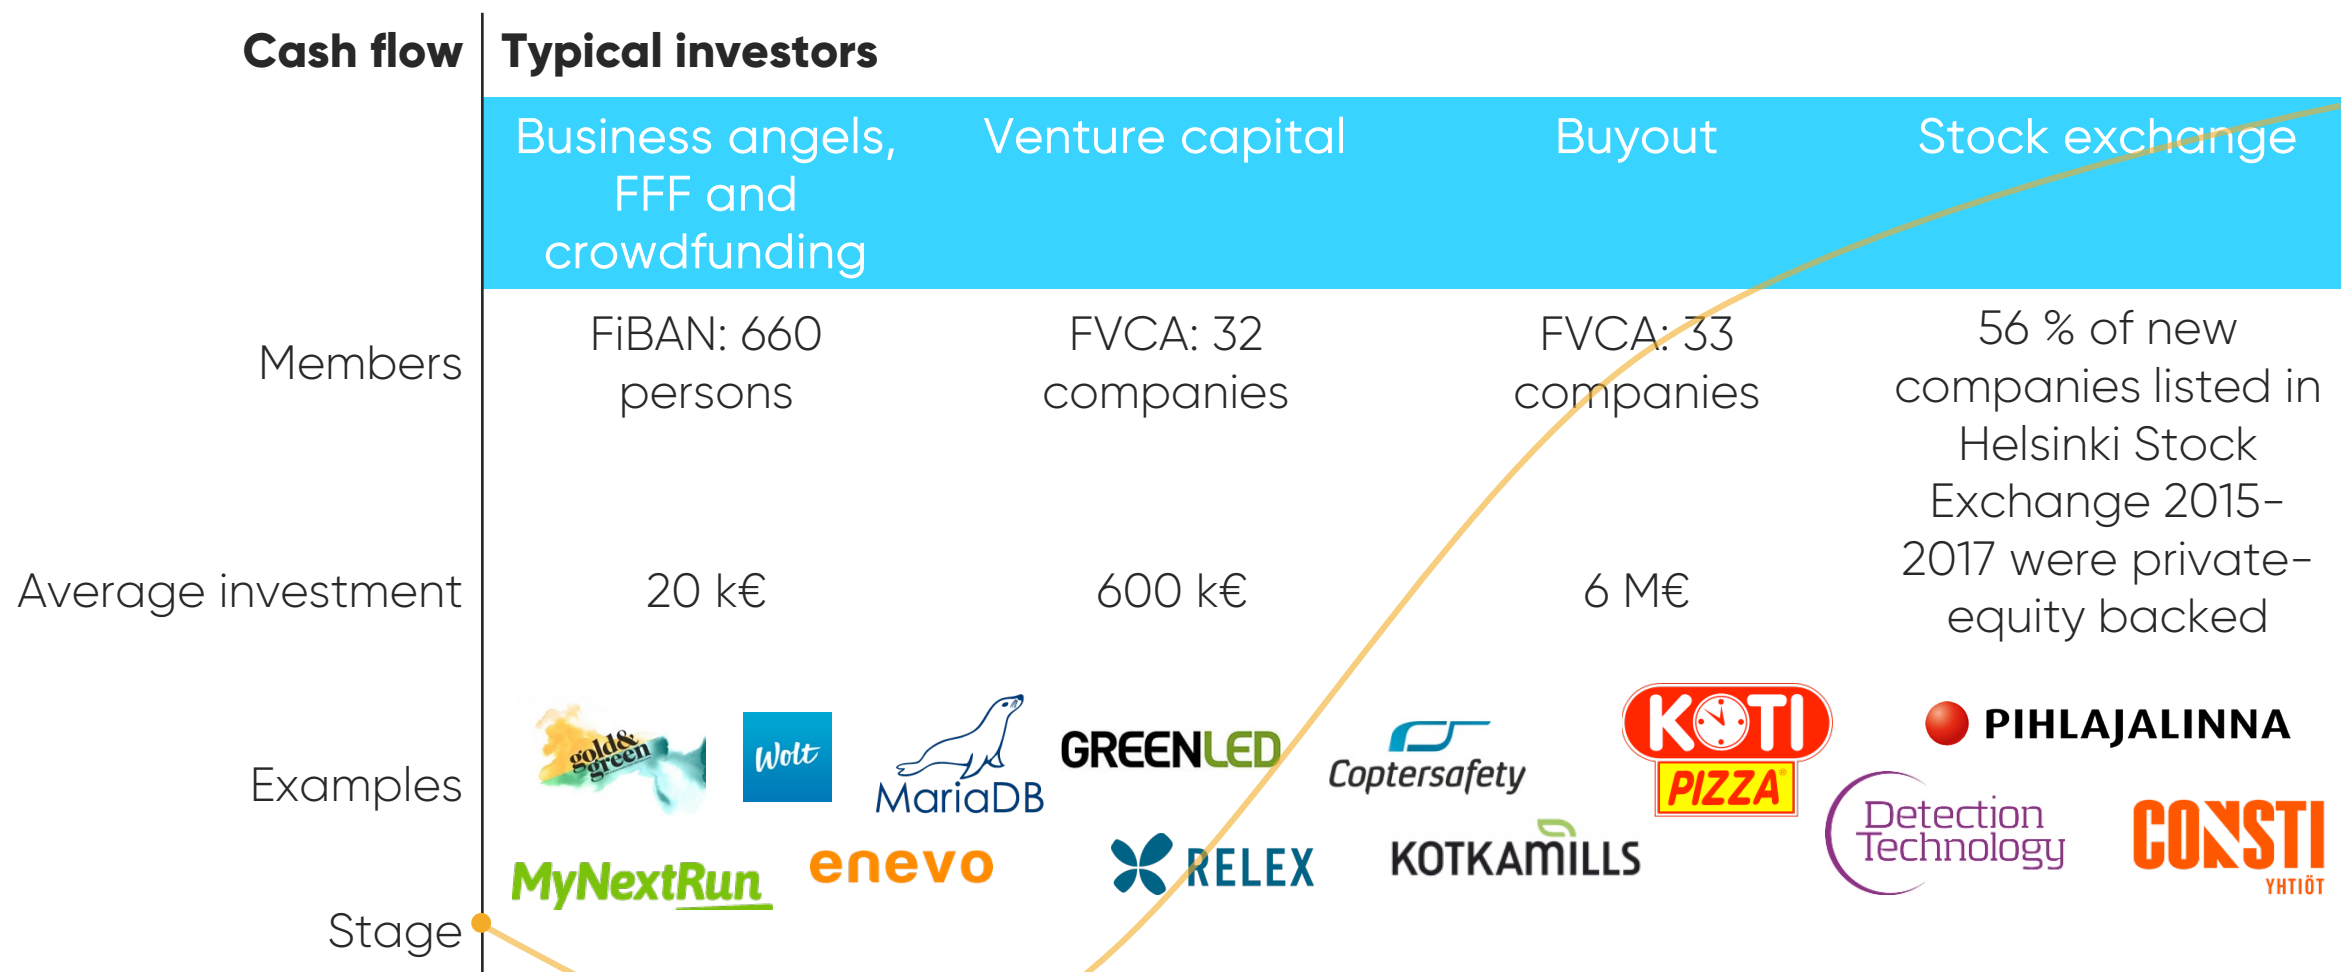 Cash flow
Typical investors
Business angels,
FFF and
crowdfunding
Venture capital
Buyout
Stock exchange
Members
FiBAN: 660
persons
FVCA: 32
companies
FVCA: 33
companies
56 % of new
companies listed in
Helsinki Stock
Exchange 2015-
2017 were private-
equity backed
Average investment
20 k€
600 k€
6 M€
Examples
gold&
green
Wolt
MariaDB
GREENLED
Coptersafety
KOTI
PIZZA®
PIHLAJALINNA
MyNextRun
enevo
RELEX
KOTKAMILLS
Detection
Technology
CONSTI
YHTIÖT
Stage